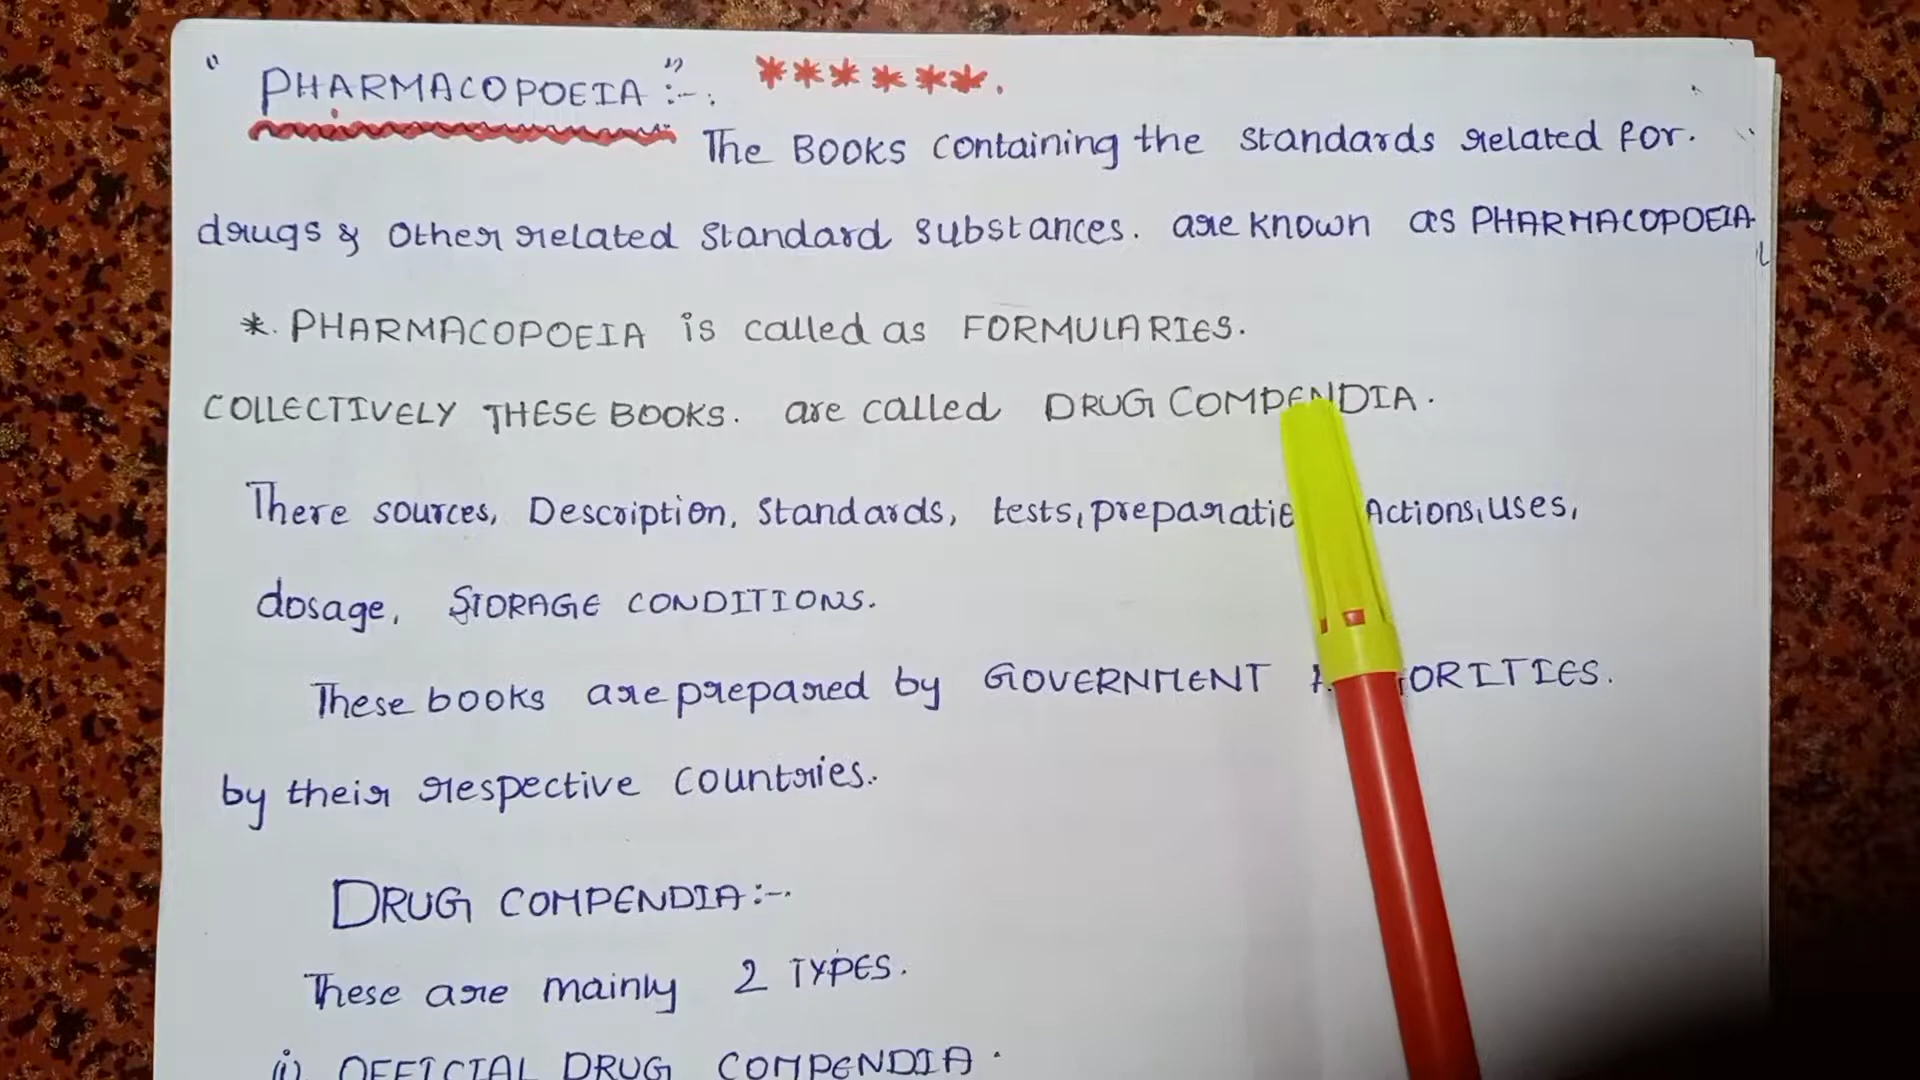 "PHARMACOPOEIA":-. ******.
The BOOKS containing the standards related for.
drugs & other related standard substances. are known as PHARMACOPOEIA
*. PHARMACOPOEIA is called as FORMULARIES.
COLLECTIVELY THESE BOOKS. are called DRUG COMPENDIA.
There sources, Description, Standards, tests, Actions, uses,
dosage, STORAGE CONDITIONS.
These books are prepared by GOVERNMENT
by their respective countries.
DRUG COMPENDIA:-.
These are mainly 2 TYPES.
(i) OFFICIAL DRUG COMPENDIA.